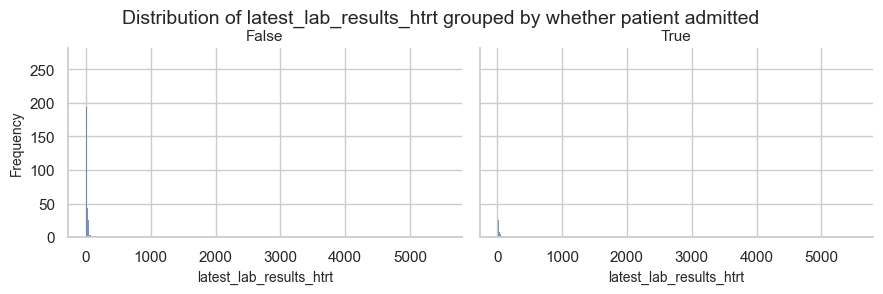 Distribution of latest_lab_results_htrt grouped by whether patient admitted
False
True
250
200
150
100
50
0
Frequency
0 1000 2000 3000 4000 5000
0 1000 2000 3000 4000 5000
latest_lab_results_htrt
latest_lab_results_htrt